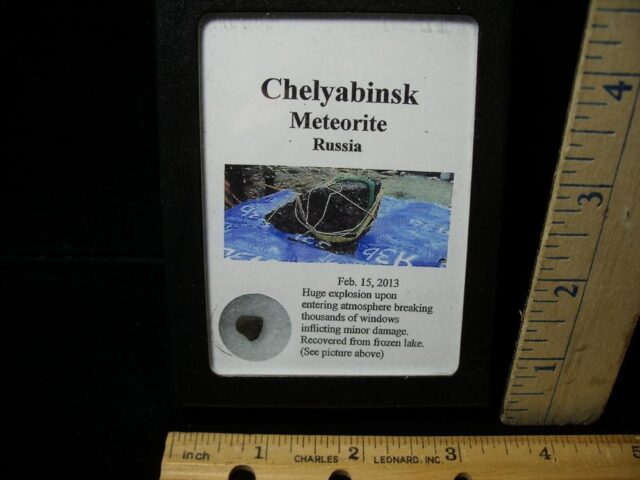 Chelyabinsk
Meteorite
Russia
Feb. 15, 2013
Huge explosion upon
entering atmosphere breaking
thousands of windows
inflicting minor damage.
Recovered from frozen lake.
(See picture above)
4
3
2
1
inch 1 2 3 4 5
CHARLES LEONARD, INC.